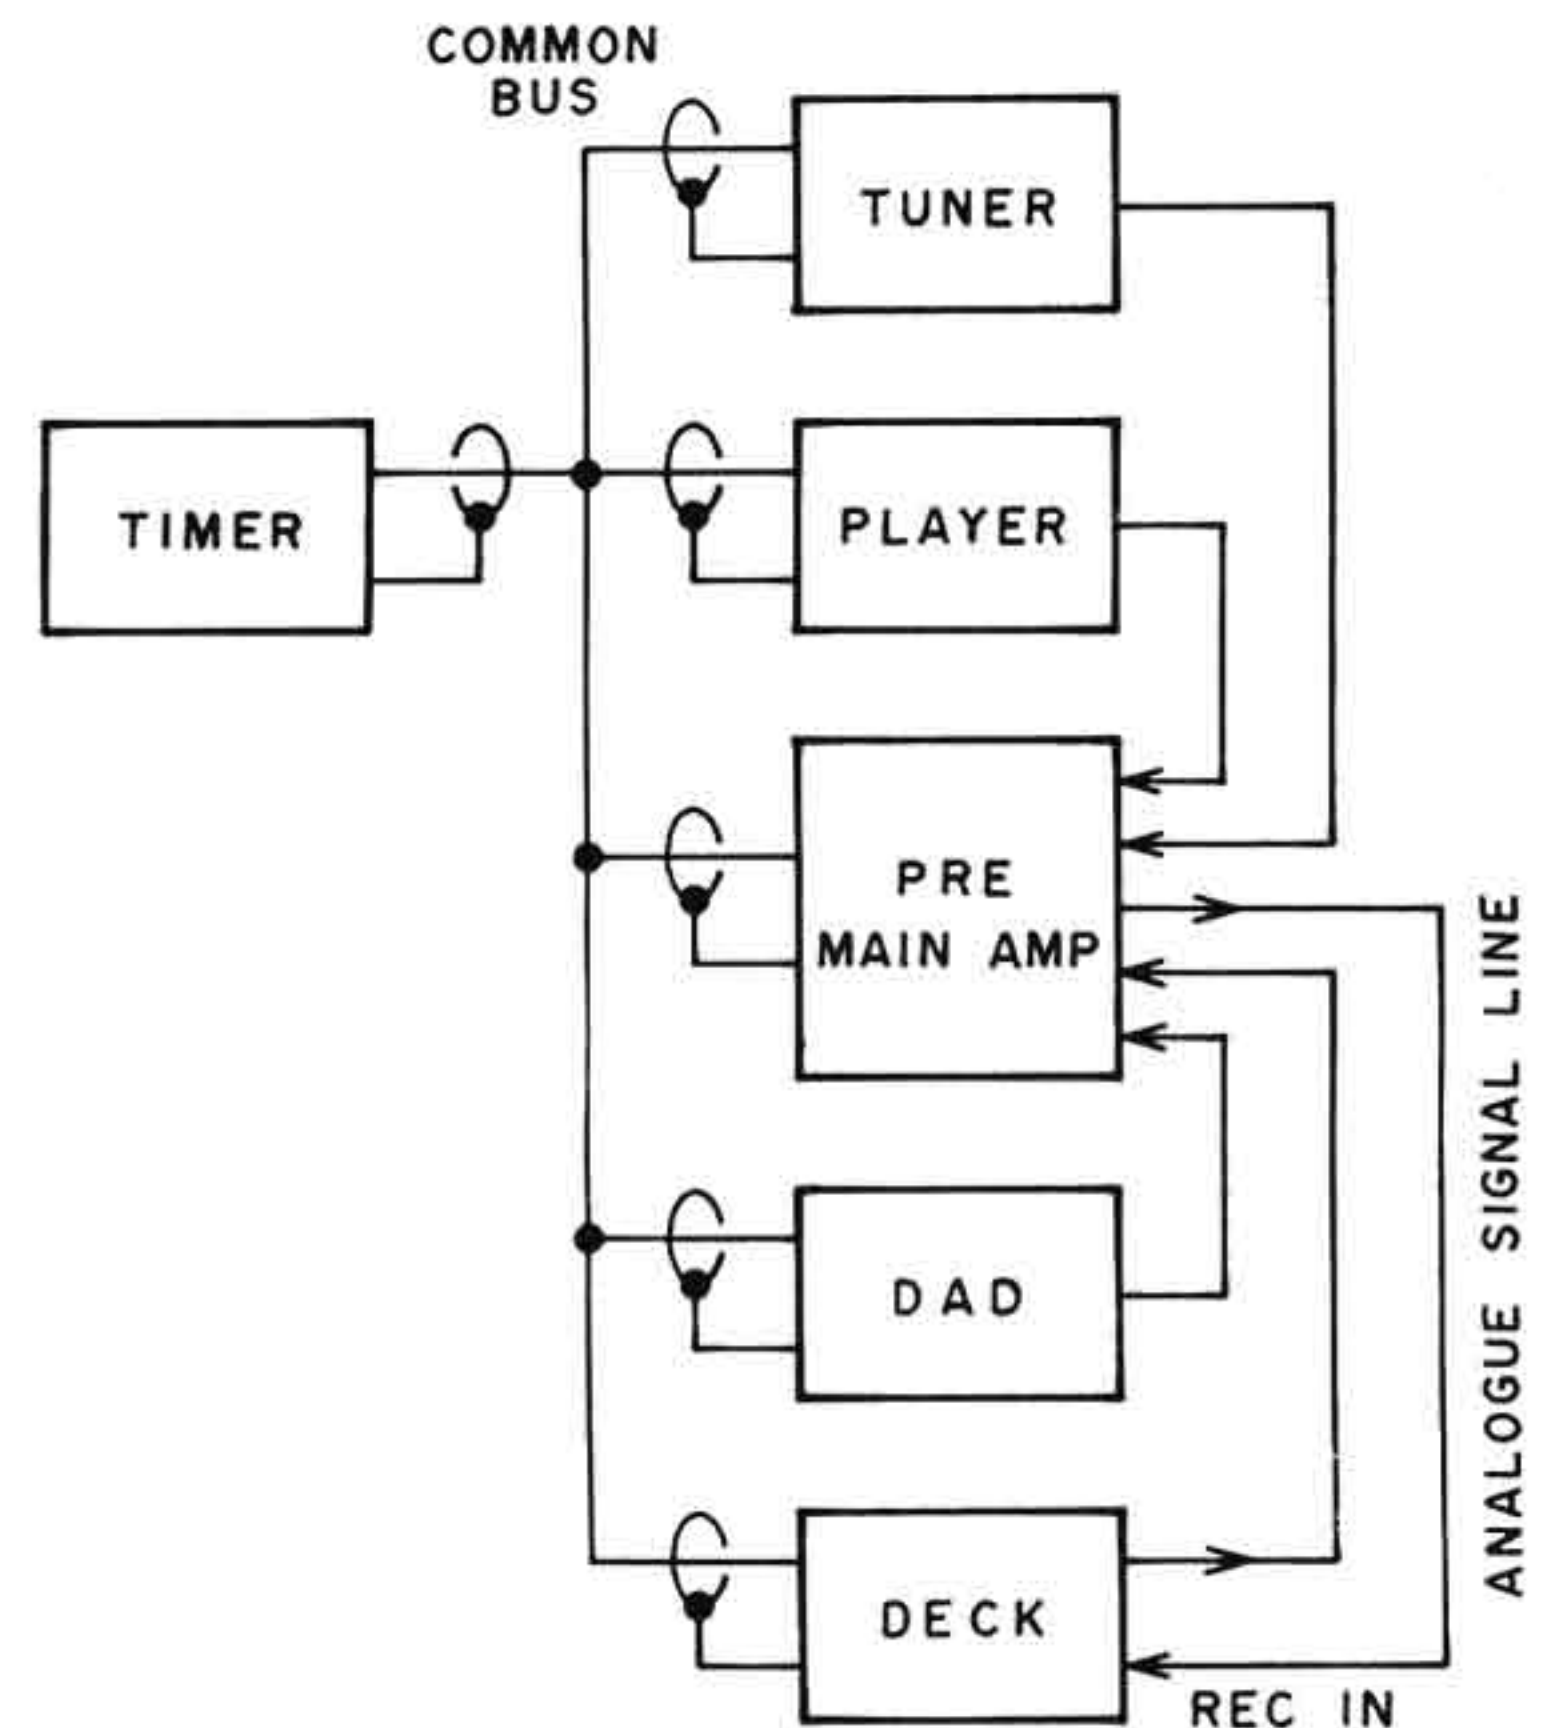 COMMON
BUS
TUNER
TIMER
PLAYER
PRE
MAIN AMP
DAD
DECK
REC IN
ANALOGUE SIGNAL LINE